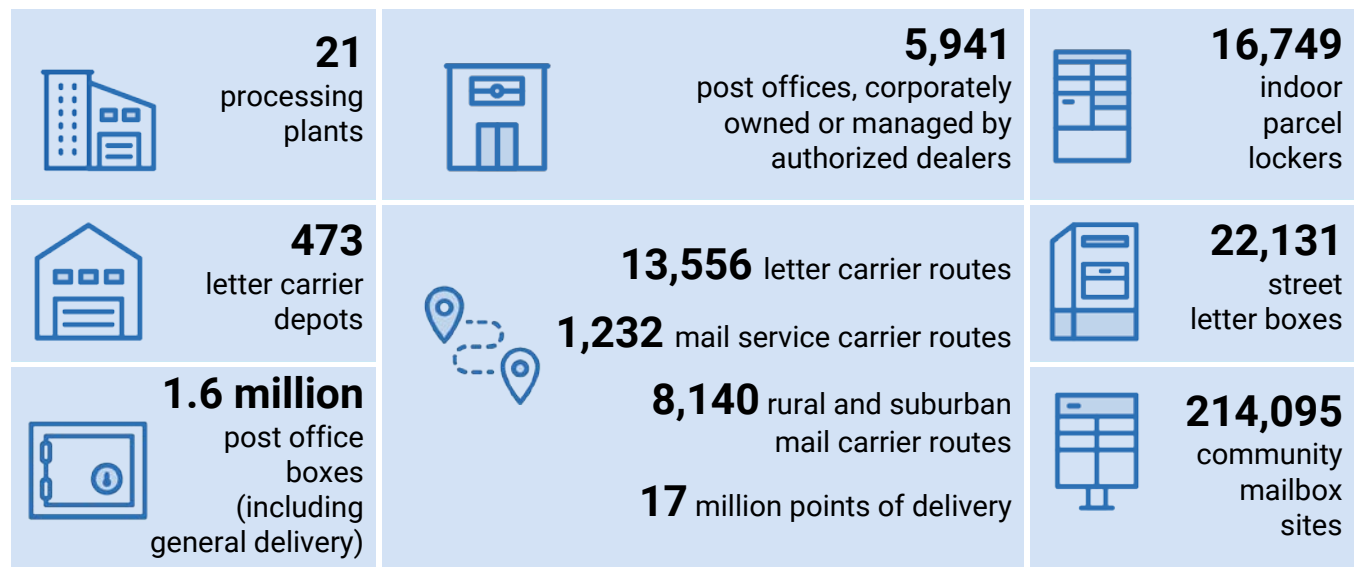 21
processing
plants
5,941
post offices, corporately
owned or managed by
authorized dealers
16,749
indoor
parcel
lockers
473
letter carrier
depots
13,556 letter carrier routes
1,232 mail service carrier routes
8,140 rural and suburban
mail carrier routes
17 million points of delivery
22,131
street
letter boxes
1.6 million
post office
boxes
(including
general delivery)
214,095
community
mailbox
sites